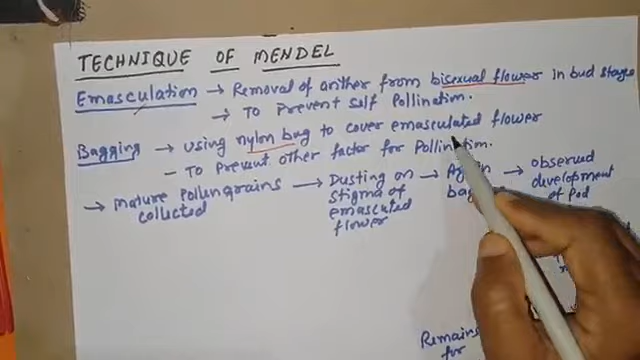 TECHNIQUE OF MENDEL
Emasculation → Removal of anther from bisexual flower in bud stage
→ To Prevent self Pollination.
Bagging → using nylon bag to cover emasculated flower
- To Prevent other factor for Pollination.
→ mature Pollengrains collected → Dusting on stigma of emasculated flower → Again → observed development of Pod
Remains
for